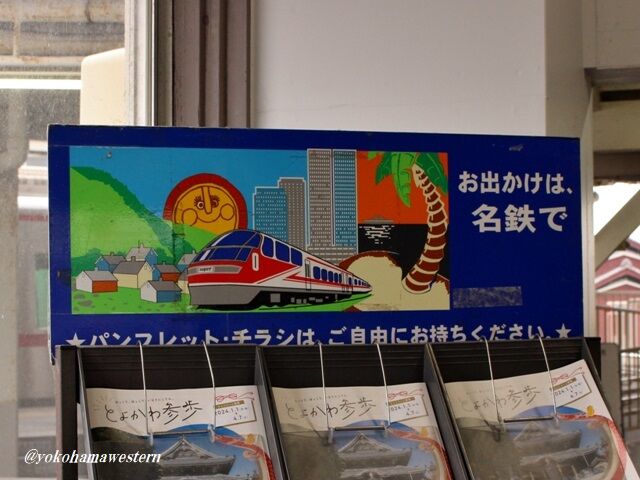 お出かけは、
名鉄で
★パンフレット・チラシは、ご自由にお持ちください。★
とよかわ参歩
とよかわ参歩
とよかわ参歩
@yokohamawestern